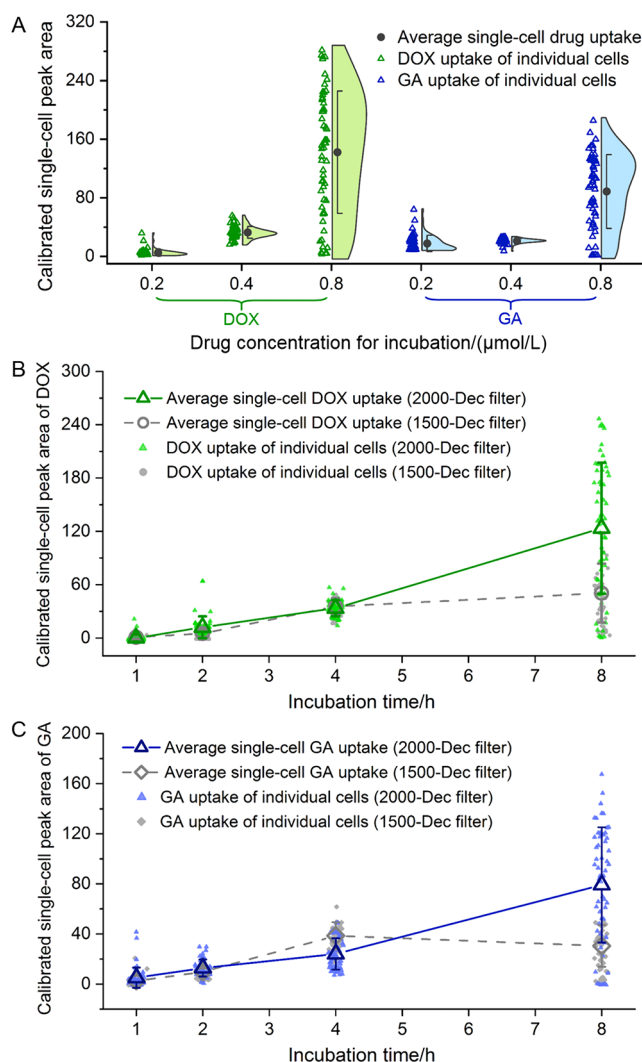 A
Calibrated single-cell peak area
320
240
160
80
0
Average single-cell drug uptake
DOX uptake of individual cells
GA uptake of individual cells
0.2 0.4 0.8 0.2 0.4 0.8
DOX GA
Drug concentration for incubation/(μmol/L)
B
Calibrated single-cell peak area of DOX
300
240
180
120
60
0
Average single-cell DOX uptake (2000-Dec filter)
Average single-cell DOX uptake (1500-Dec filter)
DOX uptake of individual cells (2000-Dec filter)
DOX uptake of individual cells (1500-Dec filter)
1 2 3 4 5 6 7 8
Incubation time/h
C
Calibrated single-cell peak area of GA
200
160
120
80
40
0
Average single-cell GA uptake (2000-Dec filter)
Average single-cell GA uptake (1500-Dec filter)
GA uptake of individual cells (2000-Dec filter)
GA uptake of individual cells (1500-Dec filter)
1 2 3 4 5 6 7 8
Incubation time/h